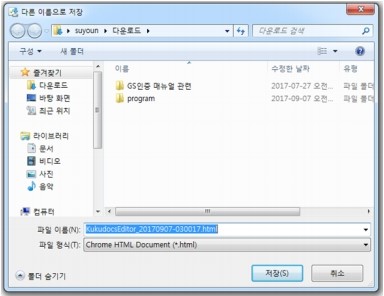 다른 이름으로 저장
suyoun ▸ 다운로드 ▸
다운로드 검색
구성 ▾ 새 폴더
즐겨찾기
다운로드
바탕 화면
최근 위치
라이브러리
문서
비디오
사진
음악
컴퓨터
이름 수정한 날짜 유형
GS인증 매뉴얼 관련 2017-07-27 오전... 파일 폴더
program 2017-09-07 오전... 파일 폴더
파일 이름(N): KukudocsEditor_20170907-030017.html
파일 형식(T): Chrome HTML Document (*.html)
폴더 숨기기
저장(S) 취소